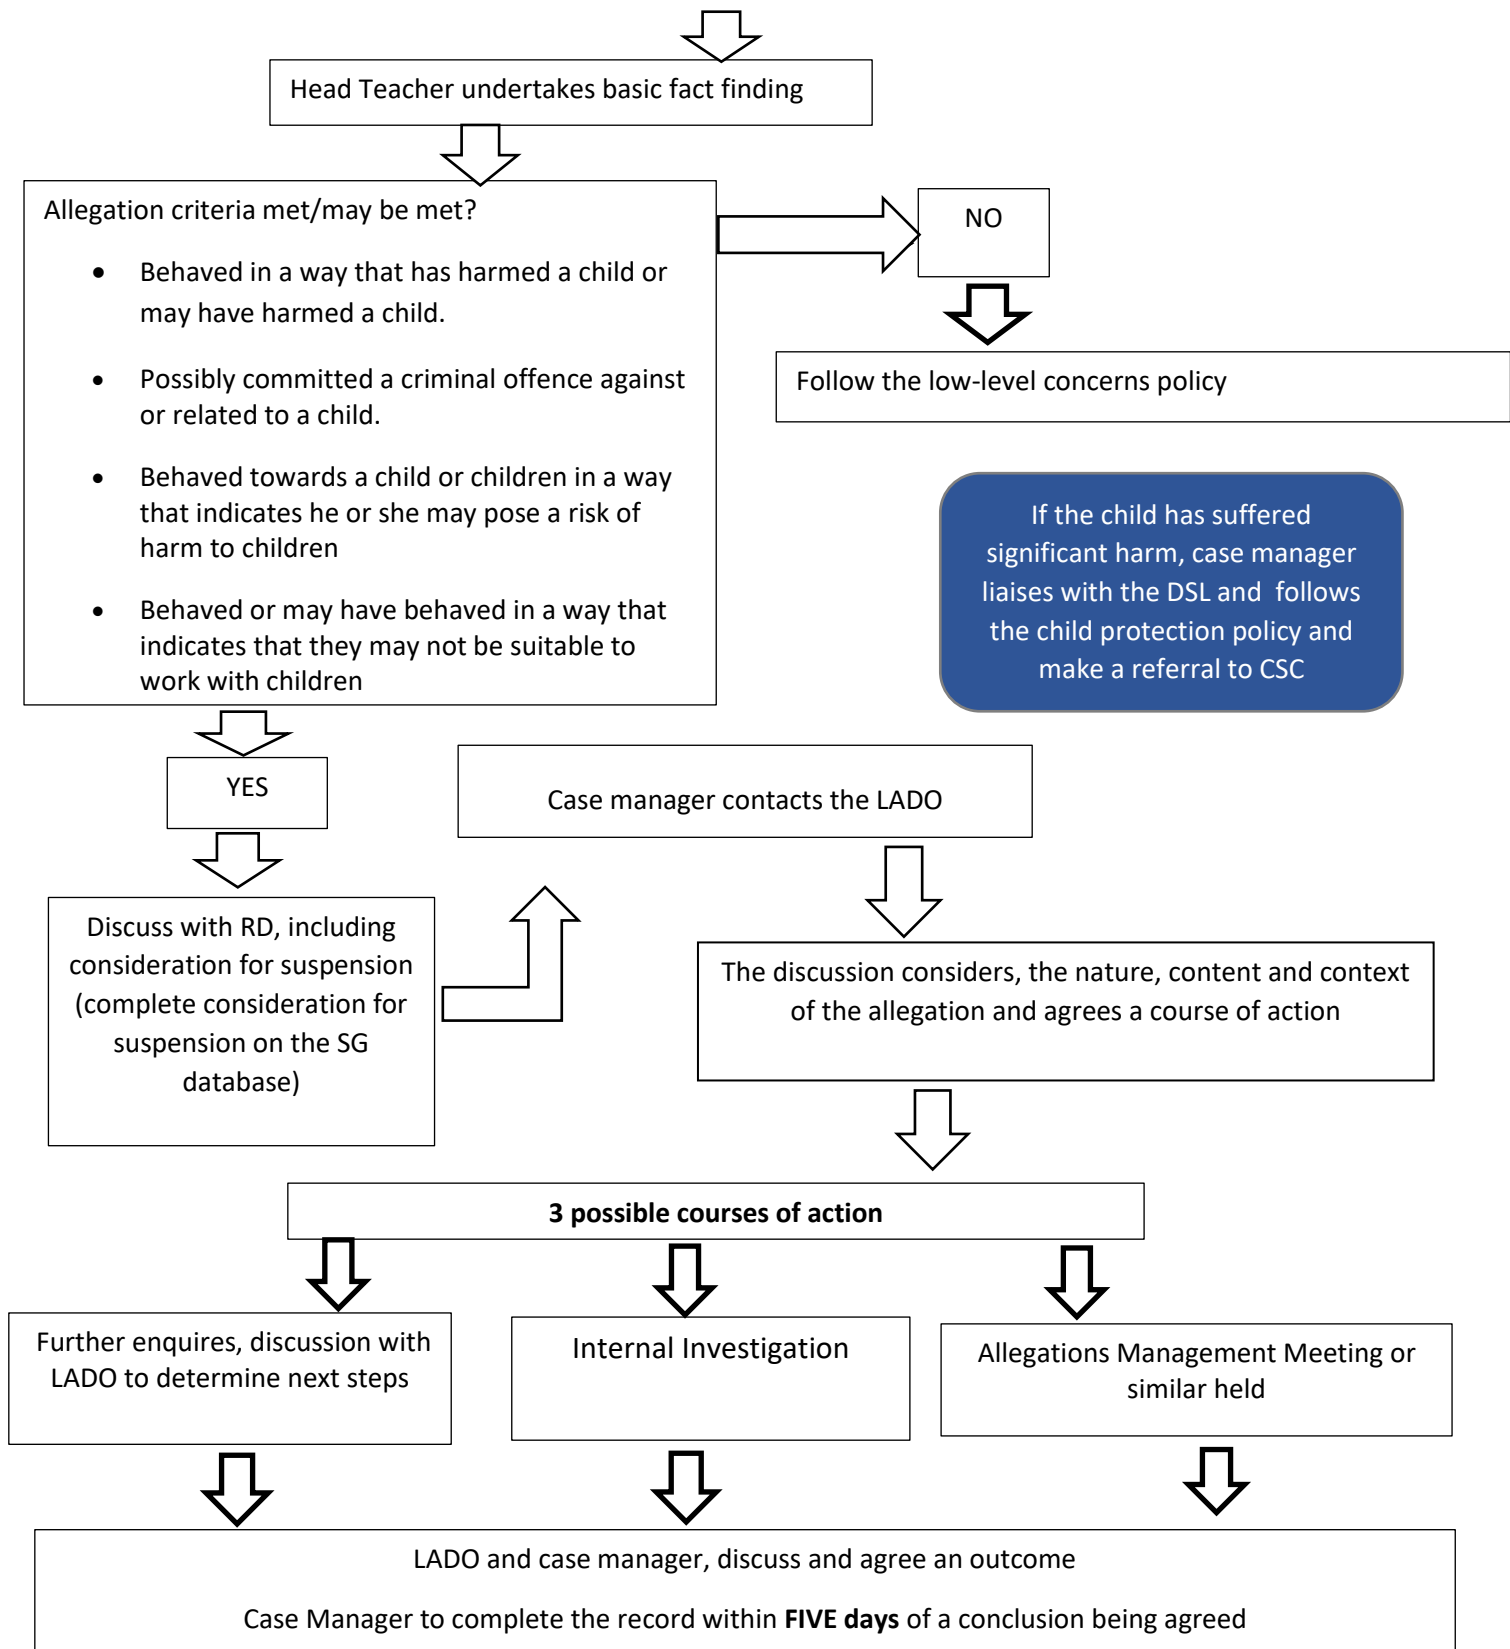 Head Teacher undertakes basic fact finding
Allegation criteria met/may be met?
• Behaved in a way that has harmed a child or
may have harmed a child.
• Possibly committed a criminal offence against
or related to a child.
• Behaved towards a child or children in a way
that indicates he or she may pose a risk of
harm to children
• Behaved or may have behaved in a way that
indicates that they may not be suitable to
work with children
NO
Follow the low-level concerns policy
If the child has suffered
significant harm, case manager
liaises with the DSL and follows
the child protection policy and
make a referral to CSC
YES
Discuss with RD, including
consideration for suspension
(complete consideration for
suspension on the SG
database)
Case manager contacts the LADO
The discussion considers, the nature, content and context
of the allegation and agrees a course of action
3 possible courses of action
Further enquires, discussion with
LADO to determine next steps
Internal Investigation
Allegations Management Meeting or
similar held
LADO and case manager, discuss and agree an outcome
Case Manager to complete the record within FIVE days of a conclusion being agreed